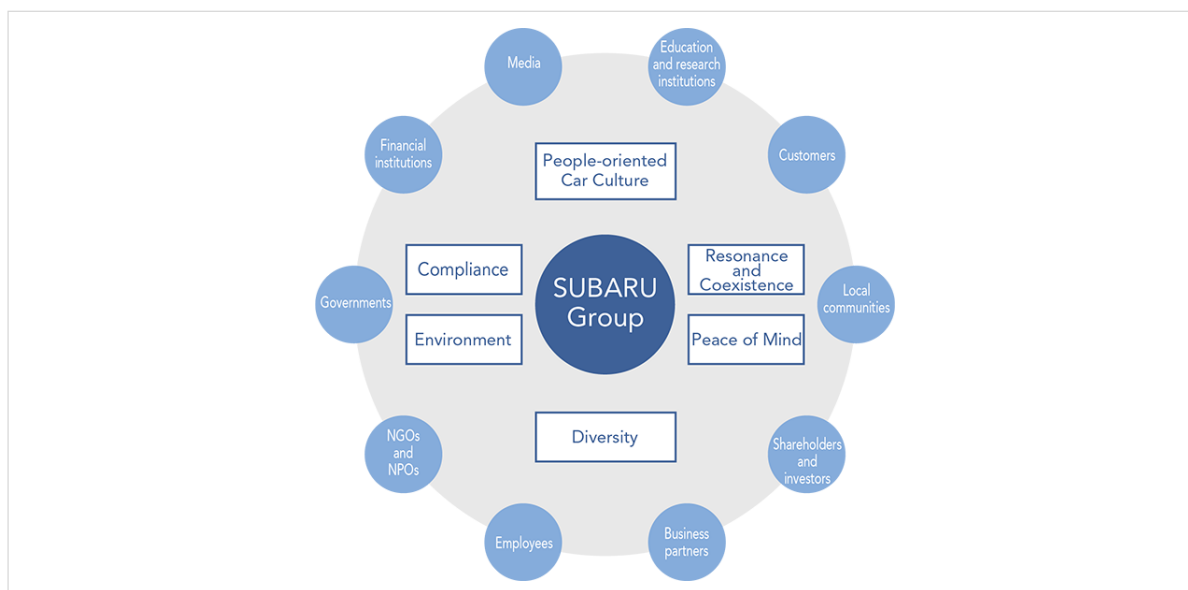 Media
Education
and research
institutions
Financial
institutions
Customers
People-oriented
Car Culture
Compliance
Resonance
and
Coexistence
SUBARU
Group
Governments
Local
communities
Environment
Peace of Mind
Diversity
NGOs
and
NPOs
Shareholders
and
investors
Employees
Business
partners